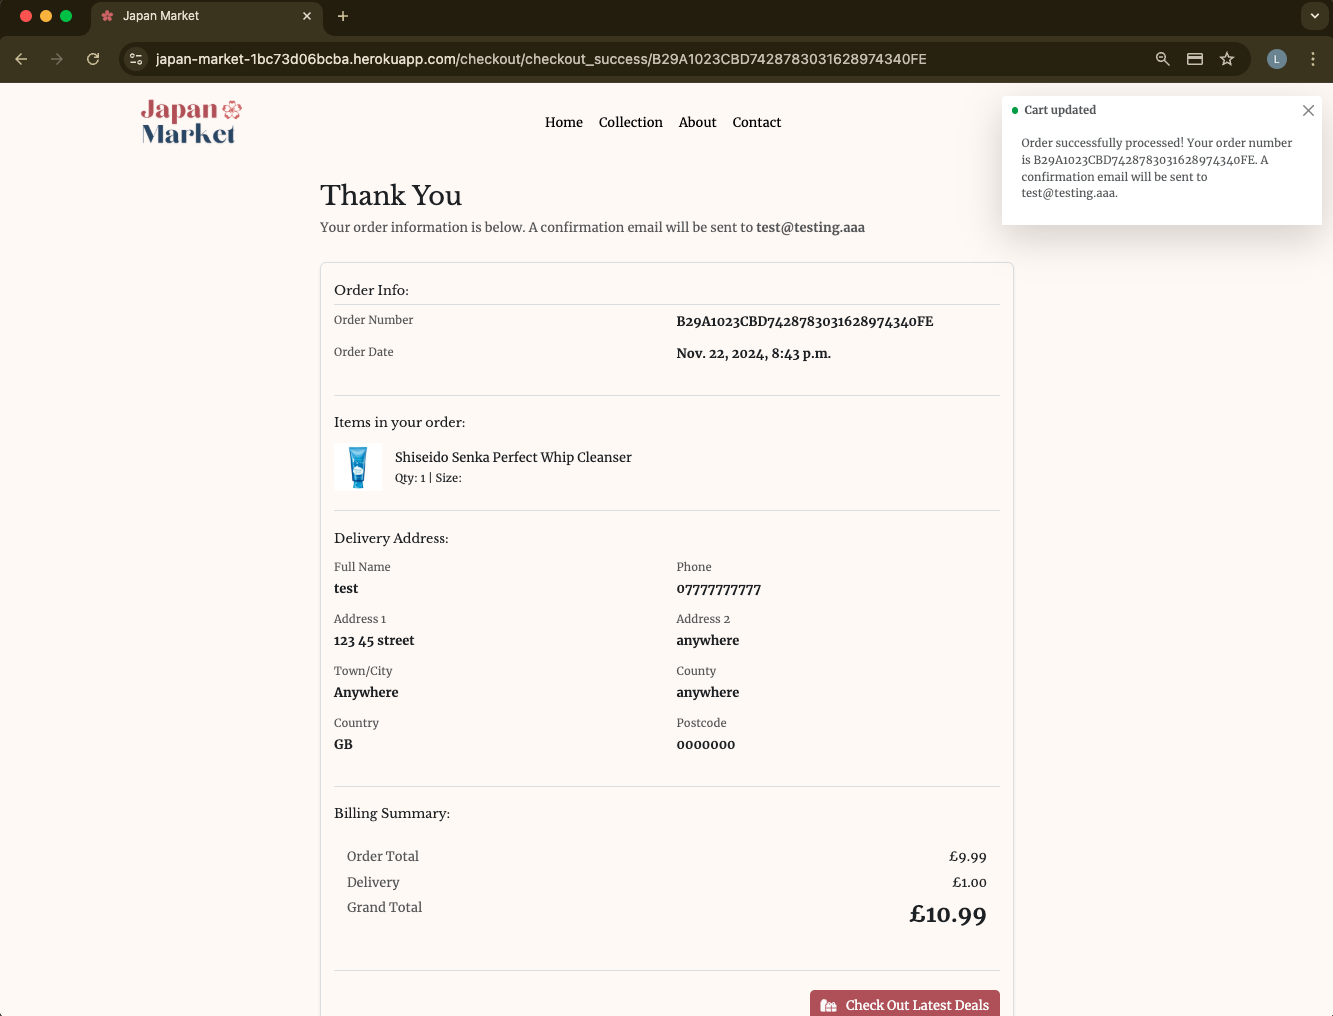 Japan Market
japan-market-1bc73d06bcba.herokuapp.com/checkout/checkout_success/B29A1023CBD7428783031628974340FE
L
Japan
Market
Home
Collection
About
Contact
Cart updated
Order successfully processed! Your order number
is B29A1023CBD7428783031628974340FE. A
confirmation email will be sent to
test@testing.aaa.
Thank You
Your order information is below. A confirmation email will be sent to test@testing.aaa
Order Info:
Order Number
B29A1023CBD7428783031628974340FE
Order Date
Nov. 22, 2024, 8:43 p.m.
Items in your order:
Shiseido Senka Perfect Whip Cleanser
Qty: 1 | Size:
Delivery Address:
Full Name
test
Phone
07777777777
Address 1
123 45 street
Address 2
anywhere
Town/City
Anywhere
County
anywhere
Country
GB
Postcode
0000000
Billing Summary:
Order Total
£9.99
Delivery
£1.00
Grand Total
£10.99
Check Out Latest Deals